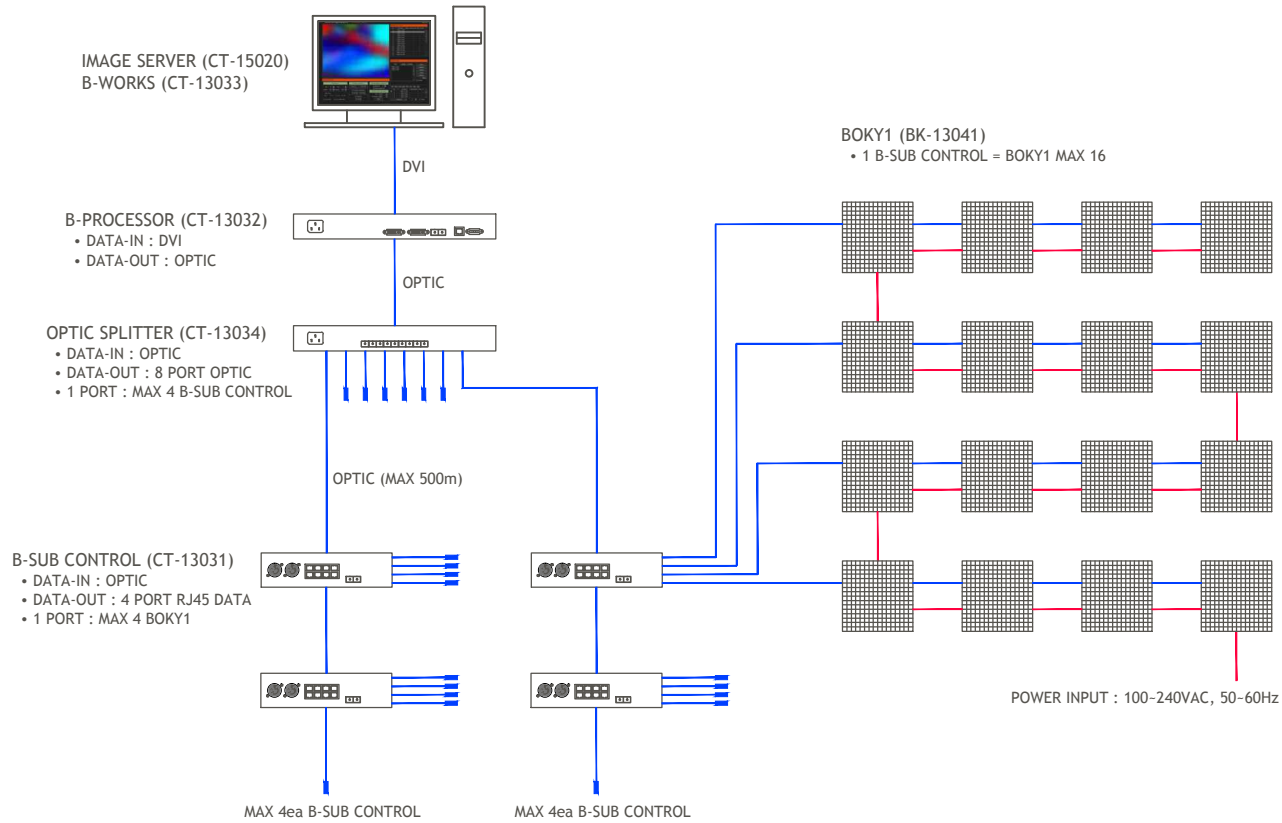 IMAGE SERVER (CT-15020)
B-WORKS (CT-13033)
DVI
B-PROCESSOR (CT-13032)
• DATA-IN : DVI
• DATA-OUT : OPTIC
OPTIC
OPTIC SPLITTER (CT-13034)
• DATA-IN : OPTIC
• DATA-OUT : 8 PORT OPTIC
• 1 PORT : MAX 4 B-SUB CONTROL
OPTIC (MAX 500m)
B-SUB CONTROL (CT-13031)
• DATA-IN : OPTIC
• DATA-OUT : 4 PORT RJ45 DATA
• 1 PORT : MAX 4 BOKY1
MAX 4ea B-SUB CONTROL
MAX 4ea B-SUB CONTROL
BOKY1 (BK-13041)
• 1 B-SUB CONTROL = BOKY1 MAX 16
POWER INPUT : 100~240VAC, 50~60Hz